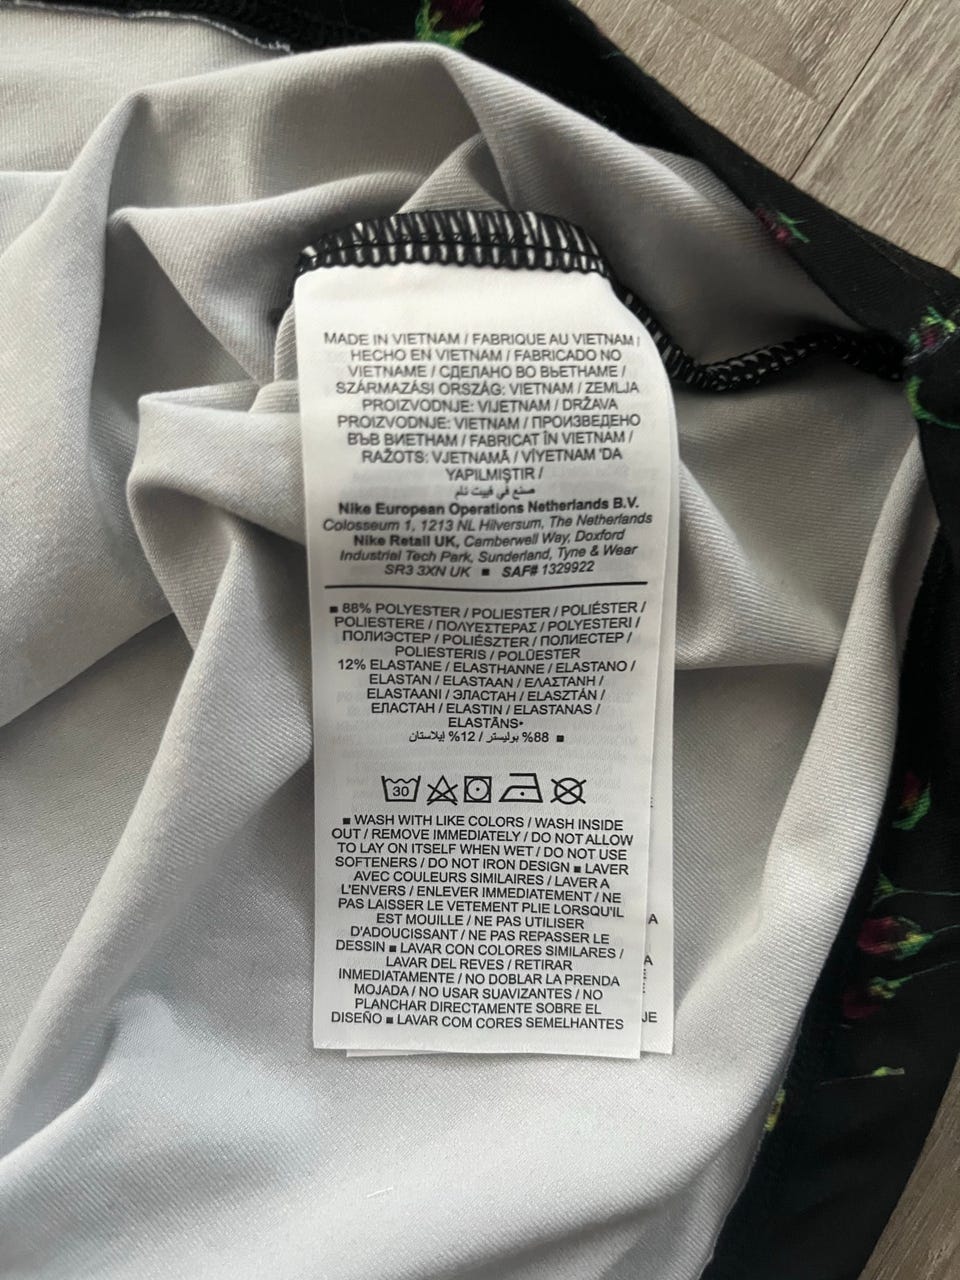 MADE IN VIETNAM / FABRIQUE AU VIETNAM /
HECHO EN VIETNAM / FABRICADO NO
VIETNAME / СДЕЛАНО ВО ВЬЕТНАМЕ /
SZÁRMAZÁSI ORSZÁG: VIETNAM / ZEMLJA
PROIZVODNJE: VIJETNAM / DRŽAVA
PROIZVODNJE: VIETNAM / ПРОИЗВЕДЕНО
ВЪВ ВИЕТНАМ / FABRICAT ÎN VIETNAM /
RAŽOTS: VJETNAMĀ / VİYETNAM 'DA
YAPILMIŞTIR /
صنع في فييت نام
Nike European Operations Netherlands B.V.
Colosseum 1, 1213 NL Hilversum, The Netherlands
Nike Retail UK, Camberwell Way, Doxford
Industrial Tech Park, Sunderland, Tyne & Wear
SR3 3XN UK ■ SAF# 1329922
■ 88% POLYESTER / POLIESTER / POLIÉSTER /
POLIESTERE / ΠΟΛΥΕΣΤΕΡΑΣ / POLYESTERI /
ПОЛИЭСТЕР / POLIÉSZTER / ПОЛИЕСТЕР /
POLIESTERIS / POLÜESTER
12% ELASTANE / ELASTHANNE / ELASTANO /
ELASTAN / ELASTAAN / ΕΛΑΣΤΑΝΗ /
ELASTAANI / ЭЛАСТАН / ELASZTÁN /
ЕЛАСТАН / ELASTIN / ELASTANAS /
ELASTĀNS•
■ 88% بوليستر / 12% إيلاستان
30
■ WASH WITH LIKE COLORS / WASH INSIDE
OUT / REMOVE IMMEDIATELY / DO NOT ALLOW
TO LAY ON ITSELF WHEN WET / DO NOT USE
SOFTENERS / DO NOT IRON DESIGN ■ LAVER
AVEC COULEURS SIMILAIRES / LAVER A
L'ENVERS / ENLEVER IMMEDIATEMENT / NE
PAS LAISSER LE VETEMENT PLIE LORSQU'IL
EST MOUILLE / NE PAS UTILISER
D'ADOUCISSANT / NE PAS REPASSER LE
DESSIN ■ LAVAR CON COLORES SIMILARES /
LAVAR DEL REVES / RETIRAR
INMEDIATAMENTE / NO DOBLAR LA PRENDA
MOJADA / NO USAR SUAVIZANTES / NO
PLANCHAR DIRECTAMENTE SOBRE EL
DISEÑO ■ LAVAR COM CORES SEMELHANTES
A
A
JE